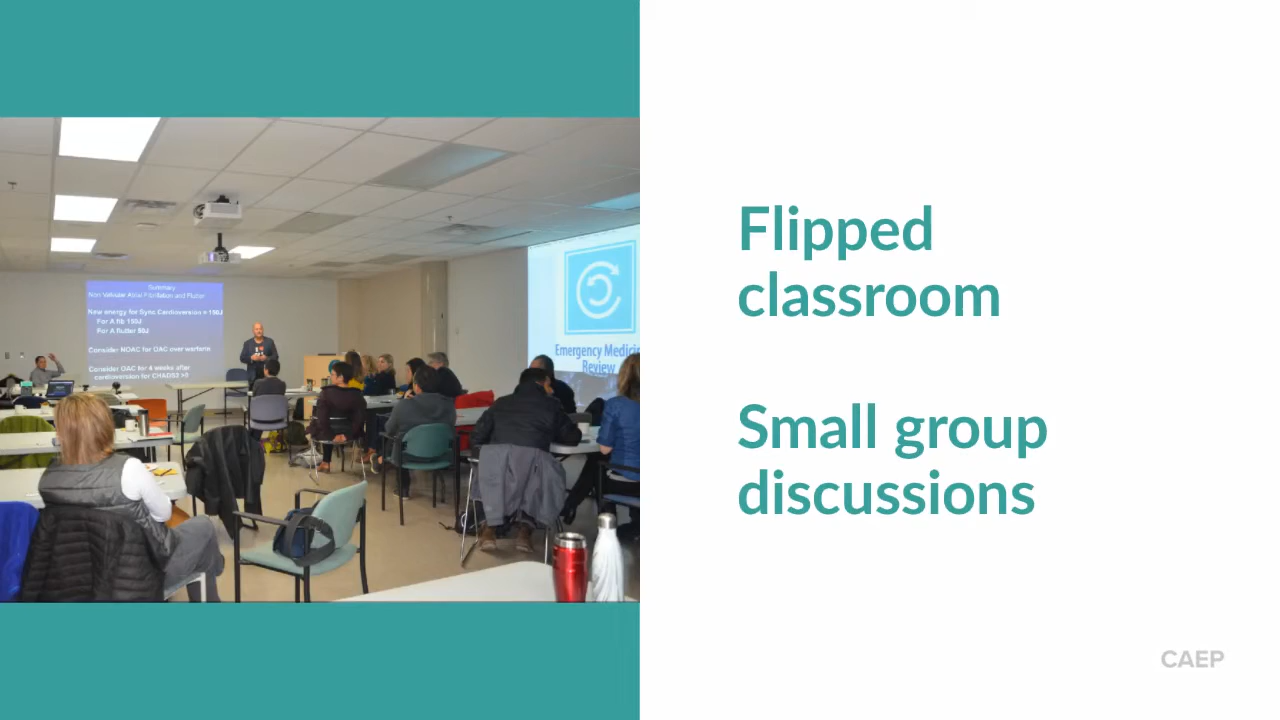 Summary
Non Valvular Atrial Fibrillation and Flutter
New energy for Sync Cardioversion = 150J
For A fib 150J
For A flutter 50J
Consider NOAC for OAC over warfarin
Consider OAC for 4 weeks after
cardioversion for CHADS2 >0
Emergency Medicin
Review
Flipped
classroom
Small group
discussions
CAEP